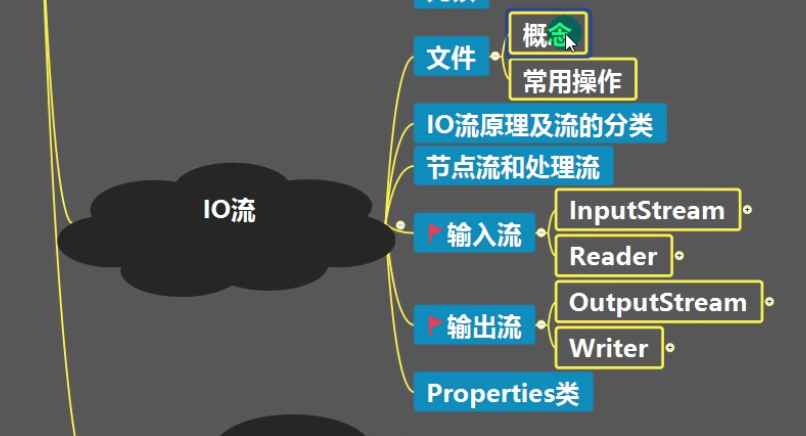 文件
概念
常用操作
IO流原理及流的分类
节点流和处理流
IO流
输入流
InputStream
Reader
输出流
OutputStream
Writer
Properties类